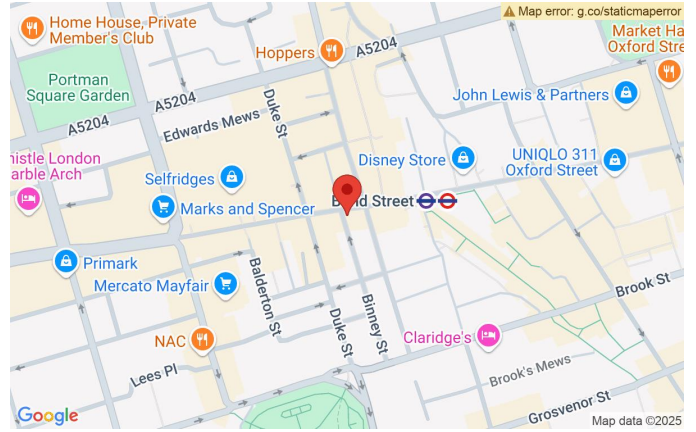 Map error: g.co/staticmaperror
Home House, Private
Member's Club
Hoppers
A5204
Market Ha
Oxford Stre
Portman
Square Garden
A5204
John Lewis & Partners
A5204
Edwards Mews
Duke St
Disney Store
UNIQLO 311
Oxford Street
histle London
arble Arch
Selfridges
Marks and Spencer
Bond Street
Primark
Mercato Mayfair
Balderton St
Duke St
Binney St
Brook St
NAC
Claridge's
Lees Pl
Brook's Mews
Grosvenor St
Google
Map data ©2025